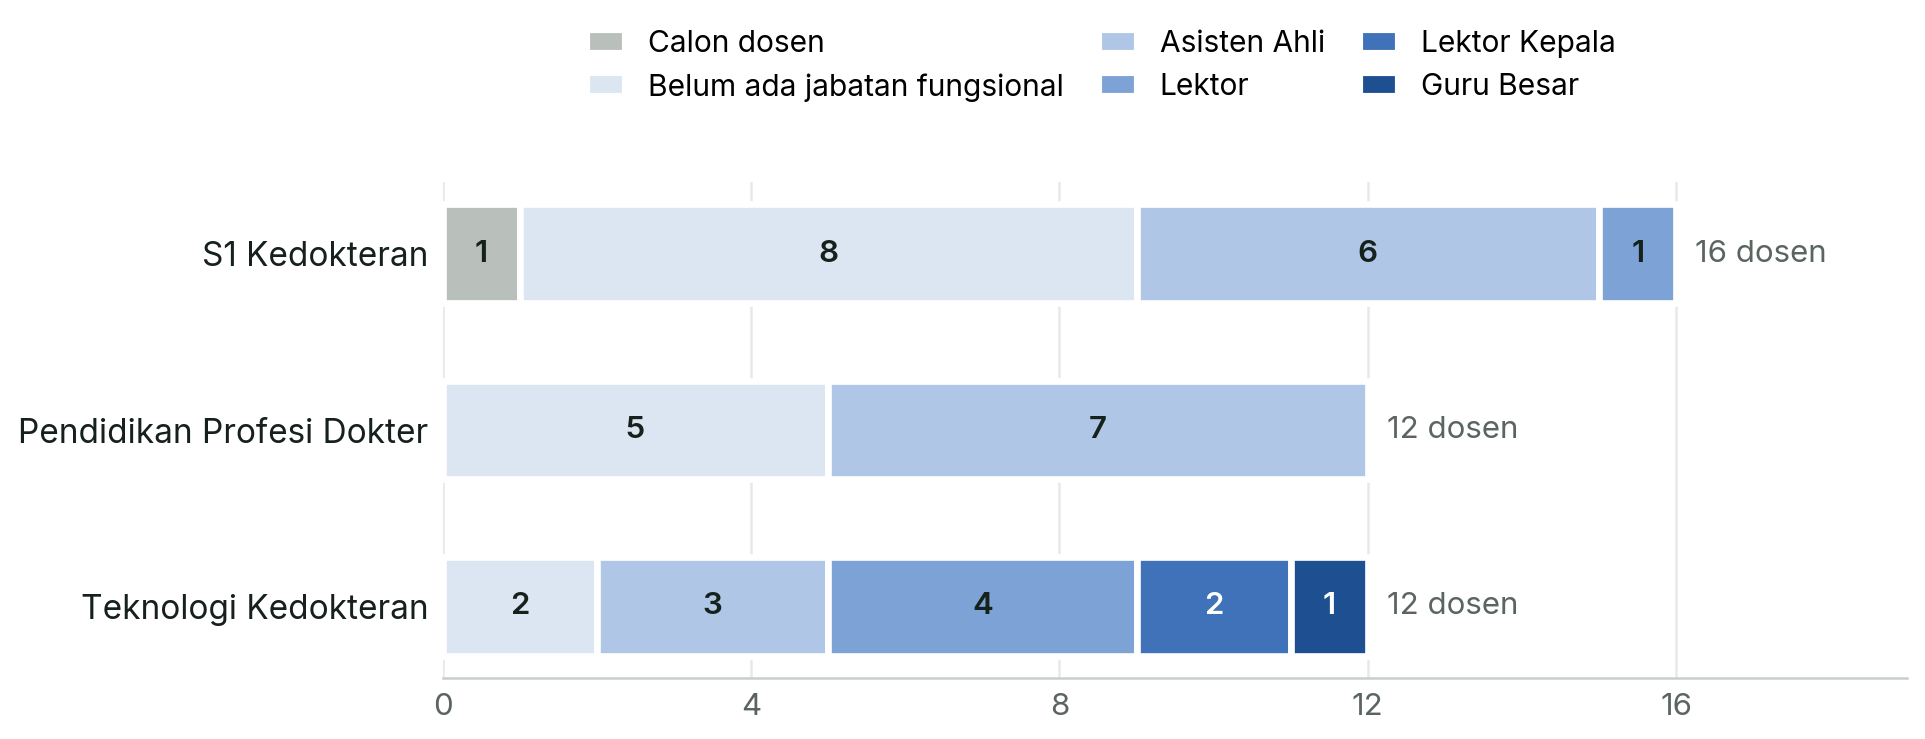 Calon dosen
Belum ada jabatan fungsional
Asisten Ahli
Lektor
Lektor Kepala
Guru Besar
S1 Kedokteran 1 8 6 1 16 dosen
Pendidikan Profesi Dokter 5 7 12 dosen
Teknologi Kedokteran 2 3 4 2 1 12 dosen
0 4 8 12 16